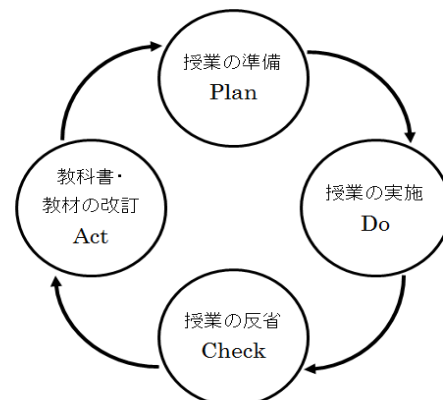 授業の準備
Plan
授業の実施
Do
授業の反省
Check
教科書・
教材の改訂
Act